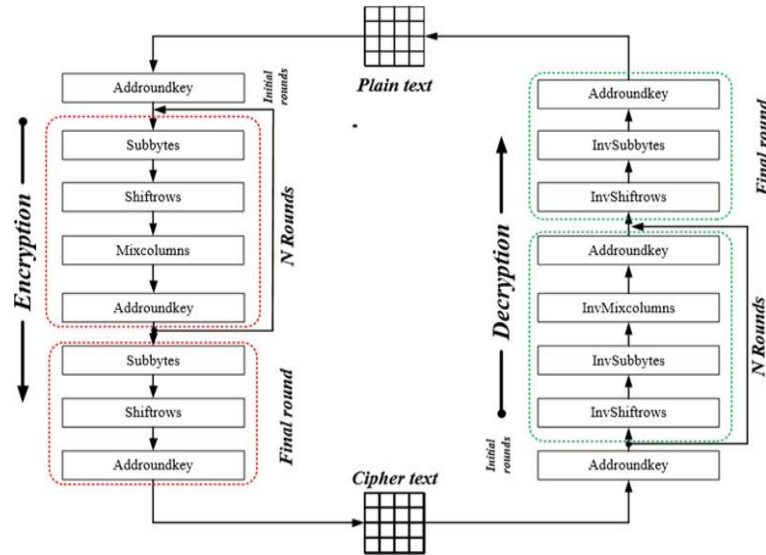 Plain text
Encryption
Addroundkey
Initial
rounds
Subbytes
Shiftrows
Mixcolumns
Addroundkey
N Rounds
Subbytes
Shiftrows
Addroundkey
Final round
Cipher text
Decryption
Addroundkey
InvSubbytes
InvShiftrows
Final round
Addroundkey
InvMixcolumns
InvSubbytes
InvShiftrows
N Rounds
Initial
rounds
Addroundkey